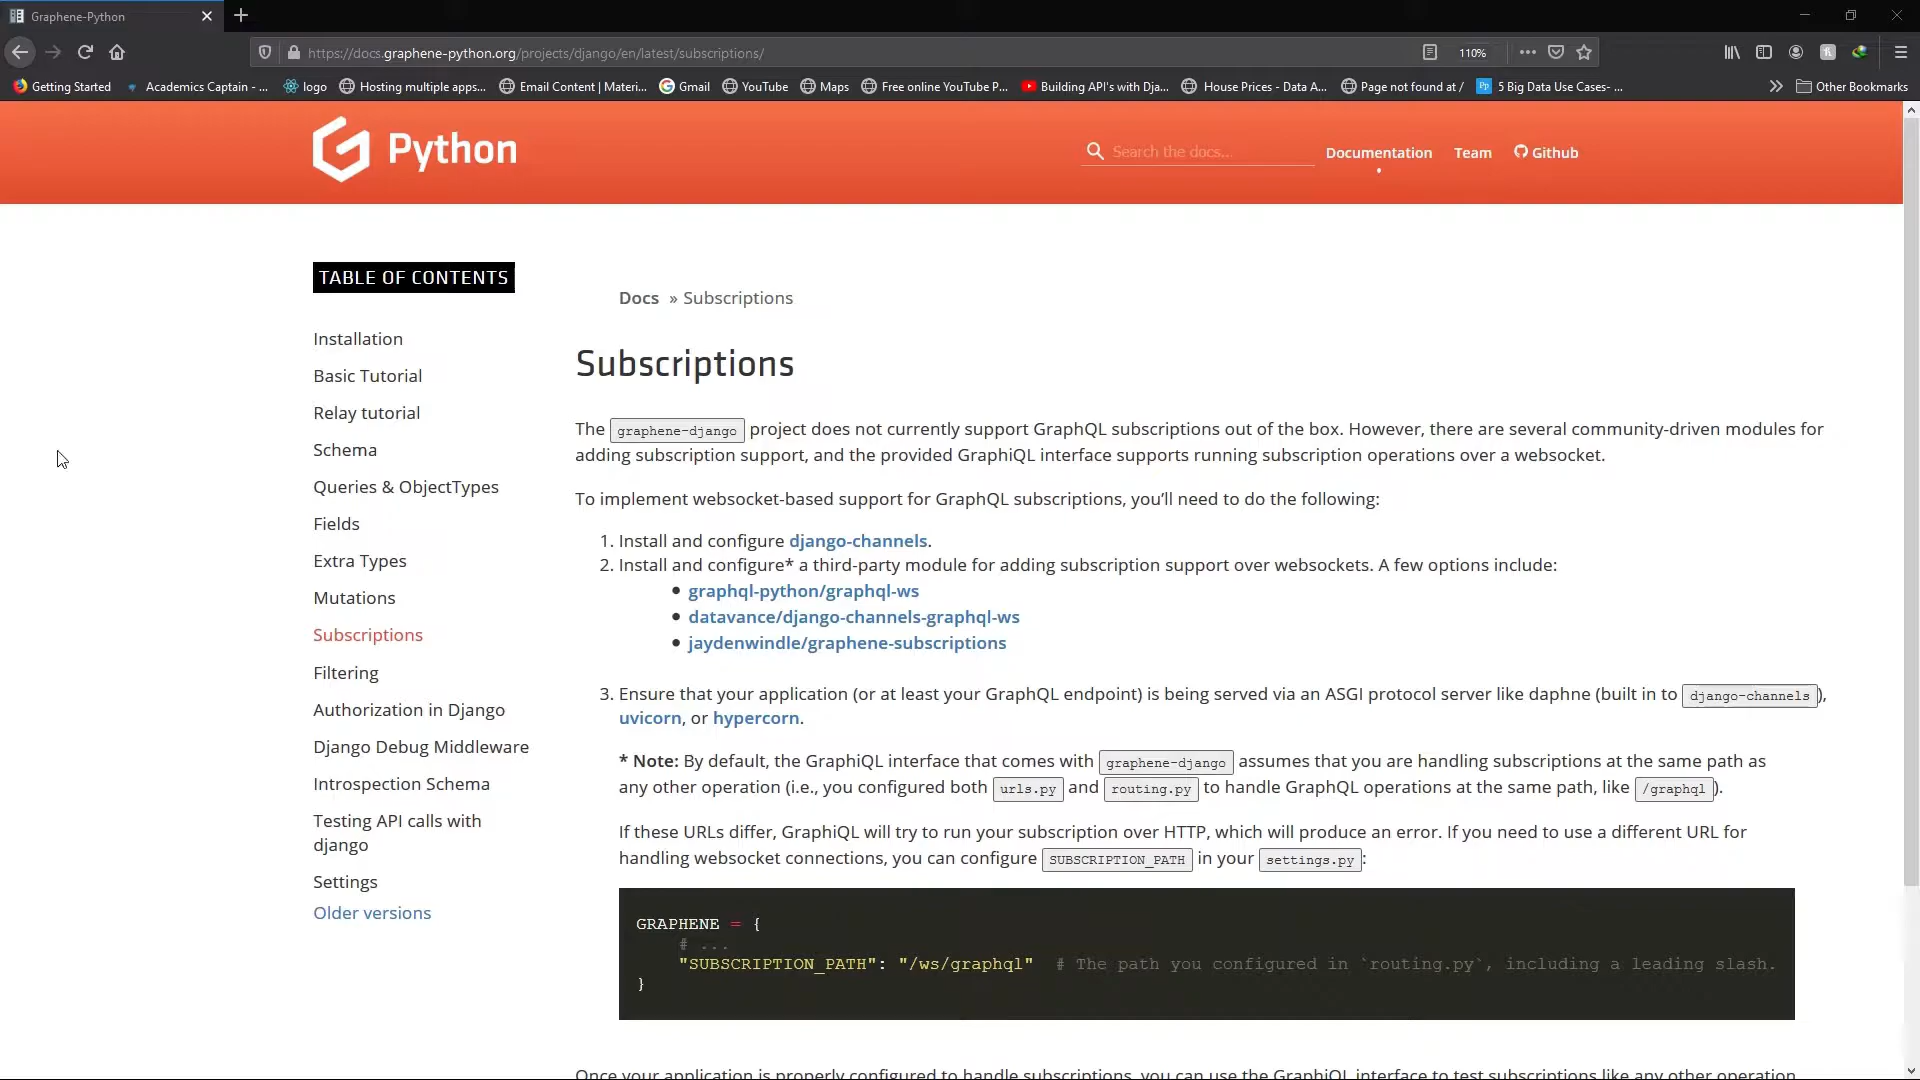 Graphene-Python
https://docs.graphene-python.org/projects/django/en/latest/subscriptions/
110%
Getting Started
Academics Captain - ...
logo
Hosting multiple apps...
Email Content | Materi...
Gmail
YouTube
Maps
Free online YouTube P...
Building API's with Dja...
House Prices - Data A...
Page not found at /
Pp
5 Big Data Use Cases- ...
Other Bookmarks
Python
Search the docs...
Documentation
Team
Github
TABLE OF CONTENTS
Installation
Basic Tutorial
Relay tutorial
Schema
Queries & ObjectTypes
Fields
Extra Types
Mutations
Subscriptions
Filtering
Authorization in Django
Django Debug Middleware
Introspection Schema
Testing API calls with
django
Settings
Older versions
Docs » Subscriptions
Subscriptions
The graphene-django project does not currently support GraphQL subscriptions out of the box. However, there are several community-driven modules for
adding subscription support, and the provided GraphiQL interface supports running subscription operations over a websocket.
To implement websocket-based support for GraphQL subscriptions, you’ll need to do the following:
1. Install and configure django-channels.
2. Install and configure* a third-party module for adding subscription support over websockets. A few options include:
• graphql-python/graphql-ws
• datavance/django-channels-graphql-ws
• jaydenwindle/graphene-subscriptions
3. Ensure that your application (or at least your GraphQL endpoint) is being served via an ASGI protocol server like daphne (built in to django-channels),
uvicorn, or hypercorn.
* Note: By default, the GraphiQL interface that comes with graphene-django assumes that you are handling subscriptions at the same path as
any other operation (i.e., you configured both urls.py and routing.py to handle GraphQL operations at the same path, like /graphql).
If these URLs differ, GraphiQL will try to run your subscription over HTTP, which will produce an error. If you need to use a different URL for
handling websocket connections, you can configure SUBSCRIPTION_PATH in your settings.py:
GRAPHENE = {
# ...
"SUBSCRIPTION_PATH": "/ws/graphql" # The path you configured in `routing.py`, including a leading slash.
}
Once your application is properly configured to handle subscriptions, you can use the GraphiQL interface to test subscriptions like any other operation